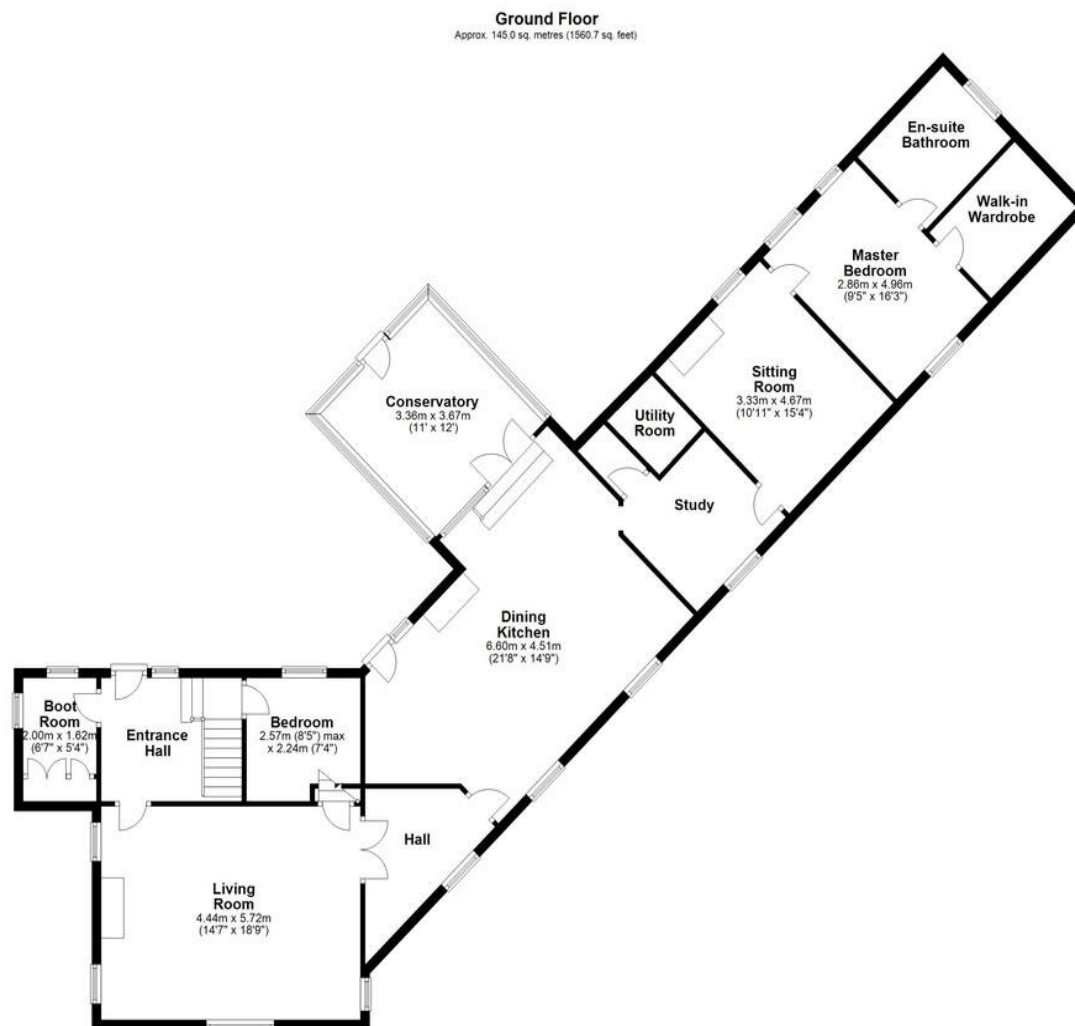 Ground Floor
Approx. 145.0 sq. metres (1560.7 sq. feet)
En-suite
Bathroom
Walk-in
Wardrobe
Master
Bedroom
2.86m x 4.96m
(9'5" x 16'3")
Sitting
Room
3.33m x 4.67m
(10'11" x 15'4")
Conservatory
3.36m x 3.67m
(11' x 12')
Utility
Room
Study
Dining
Kitchen
6.60m x 4.51m
(21'8" x 14'9")
Boot
Room
2.00m x 1.62m
(6'7" x 5'4")
Entrance
Hall
Bedroom
2.57m (8'5") max
x 2.24m (7'4")
Hall
Living
Room
4.44m x 5.72m
(14'7" x 18'9")